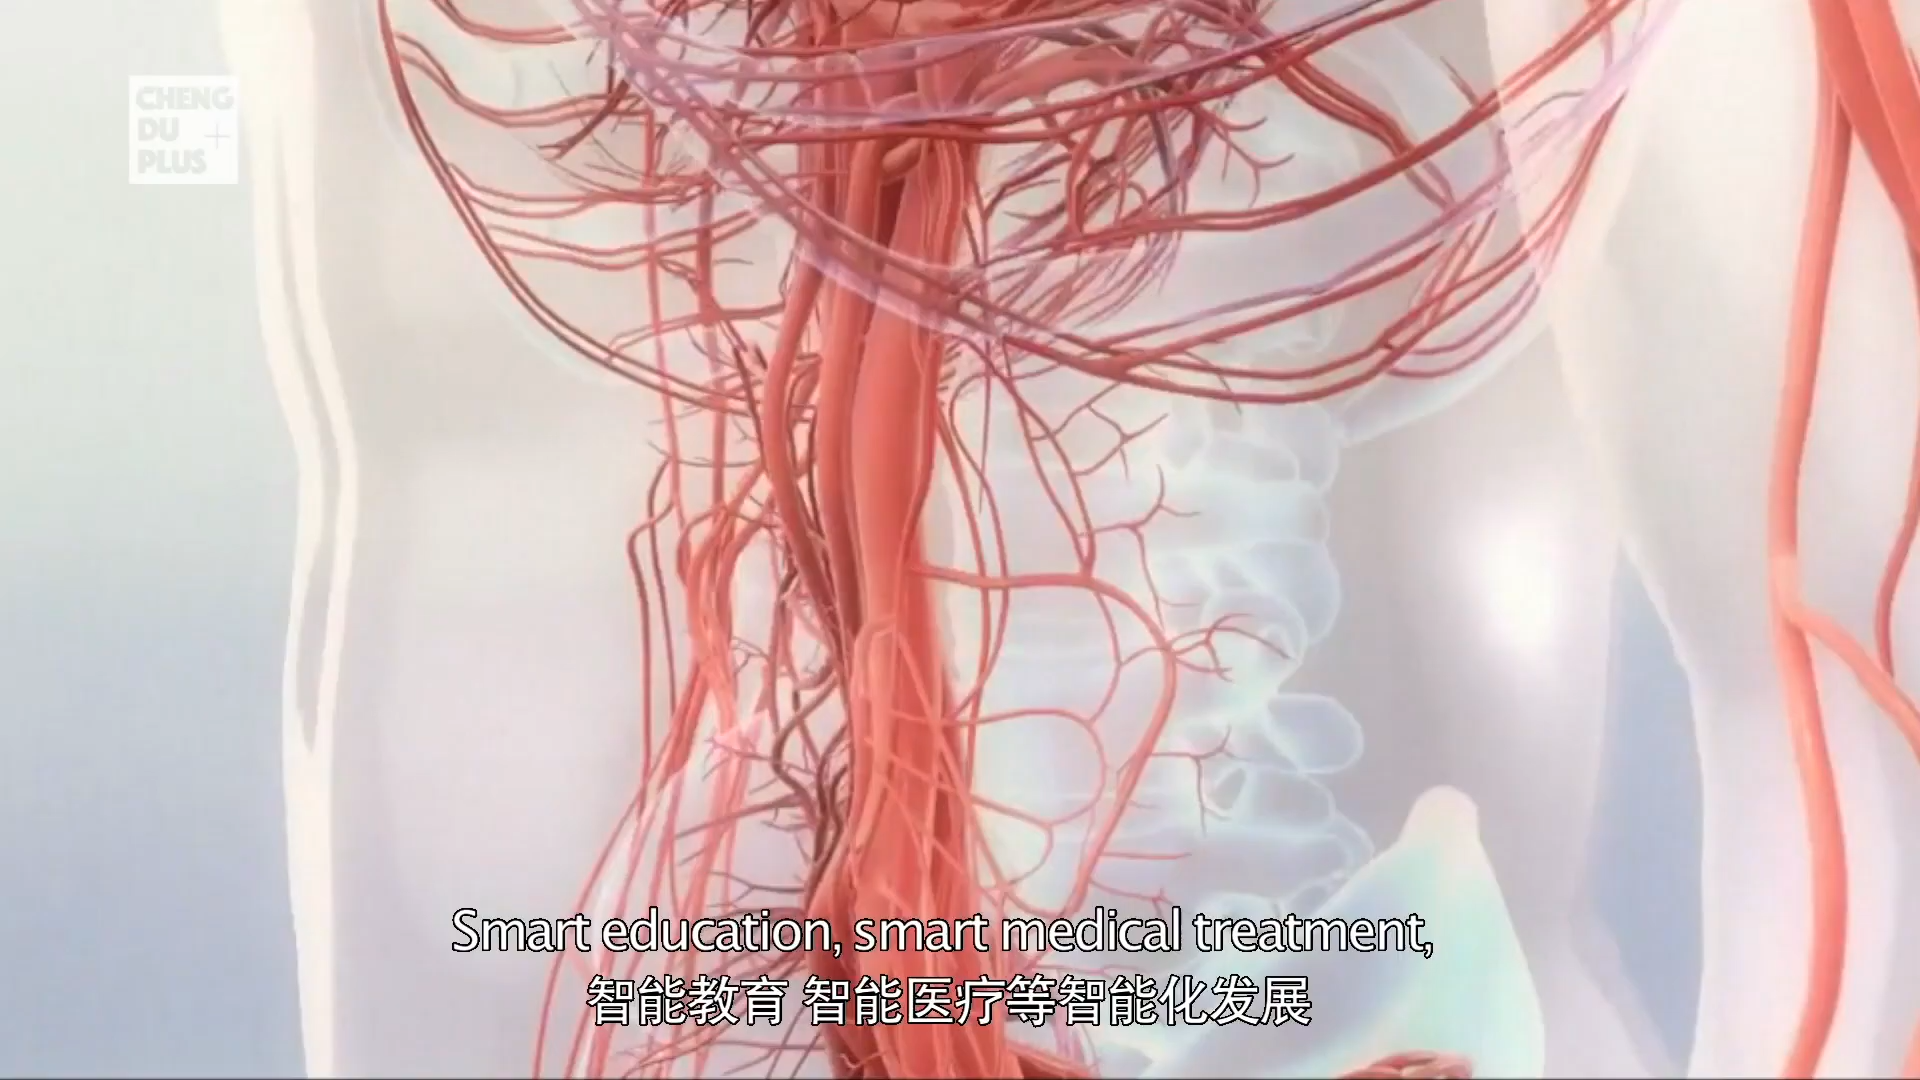 CHENG
DU +
PLUS
Smart education, smart medical treatment,
智能教育 智能医疗等智能化发展